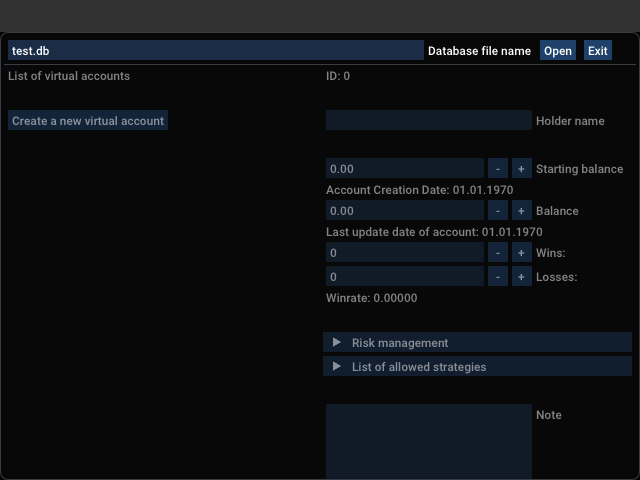 test.db Database file name Open Exit
List of virtual accounts ID: 0
Create a new virtual account Holder name
0.00 - + Starting balance
Account Creation Date: 01.01.1970
0.00 - + Balance
Last update date of account: 01.01.1970
0 - + Wins:
0 - + Losses:
Winrate: 0.00000
Risk management
List of allowed strategies
Note